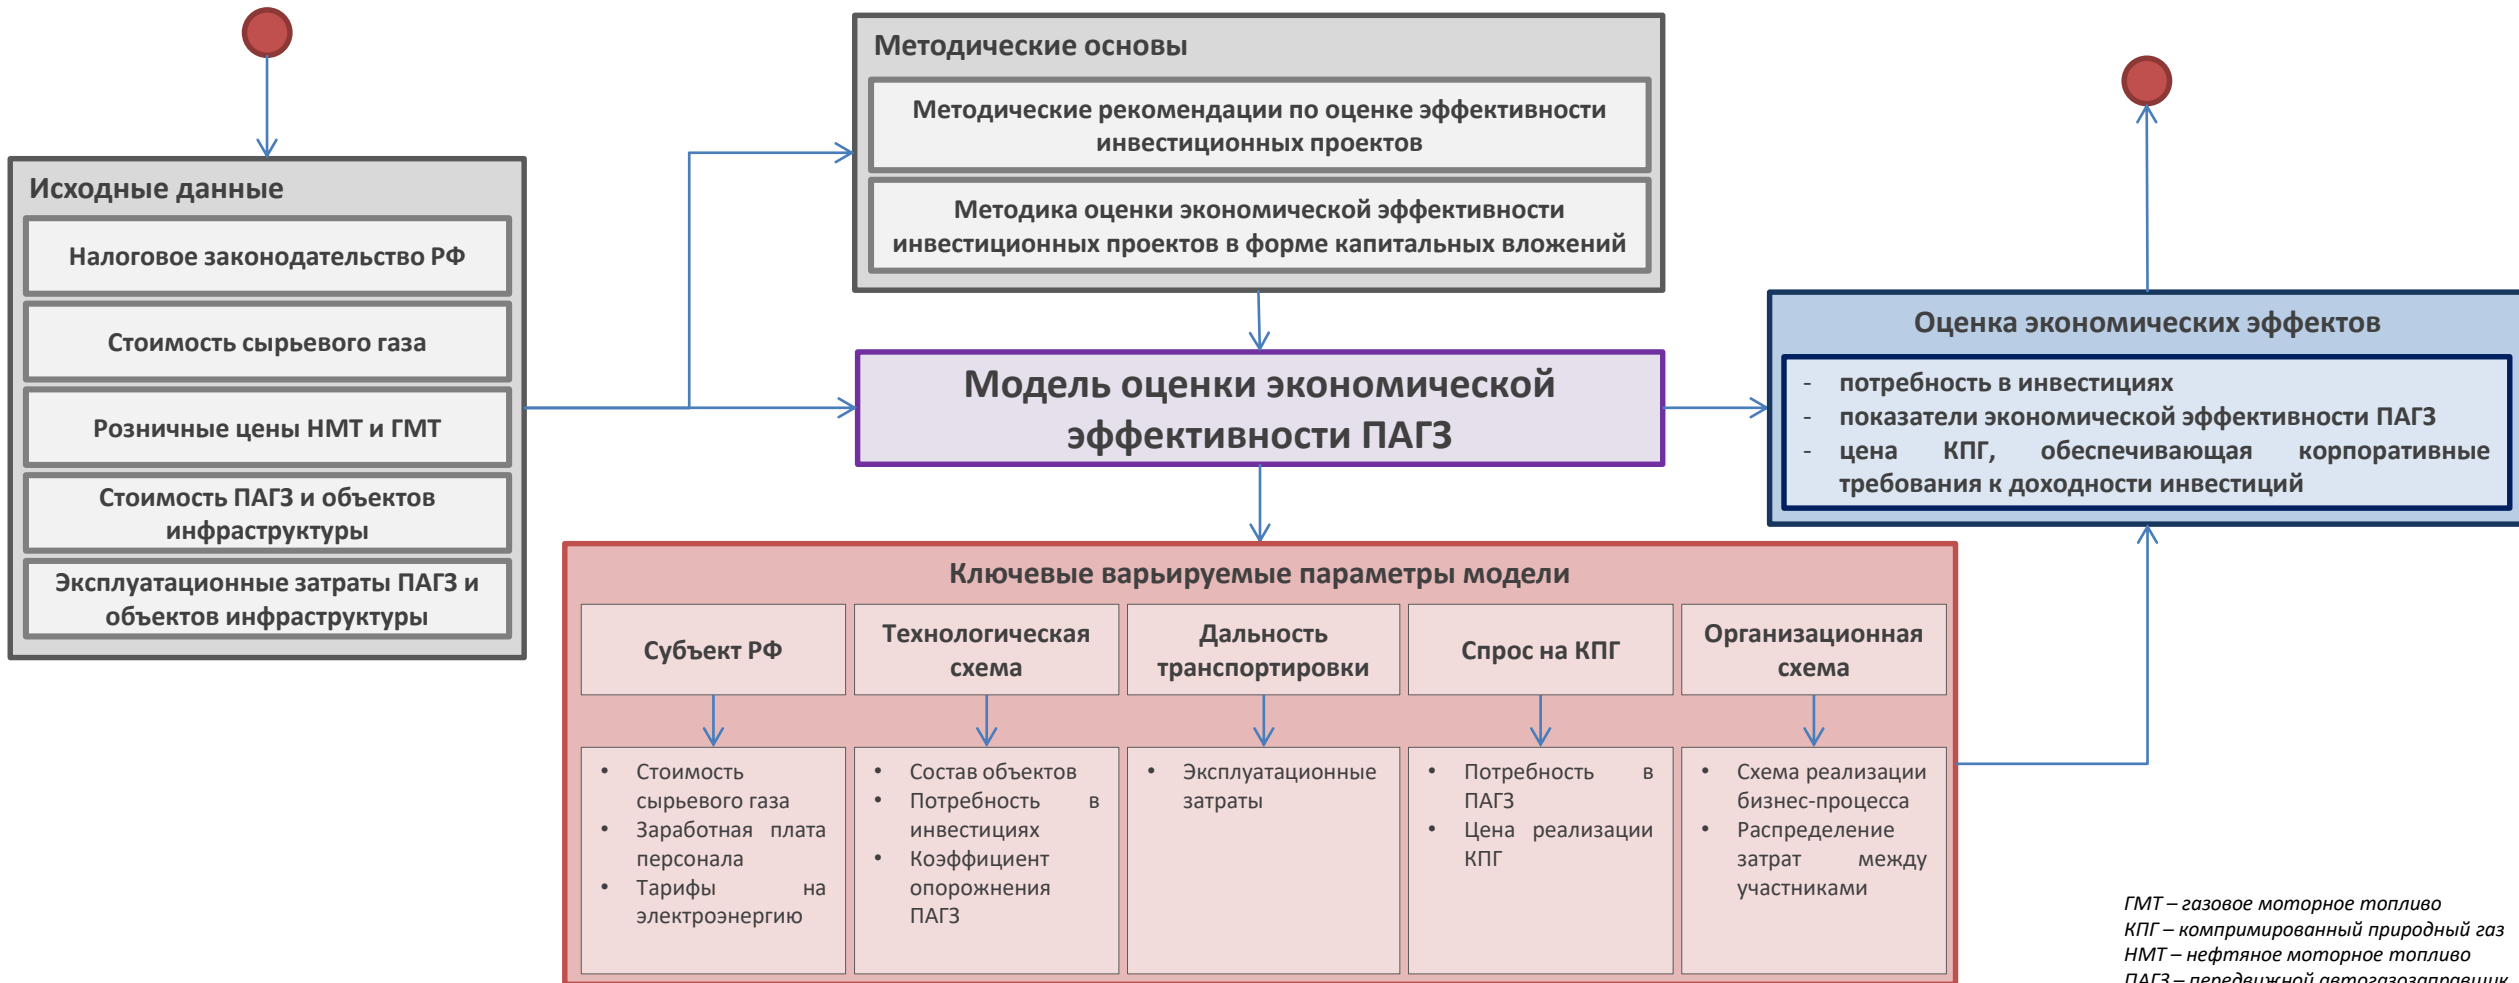 Исходные данные
Налоговое законодательство РФ
Стоимость сырьевого газа
Розничные цены НМТ и ГМТ
Стоимость ПАГЗ и объектов
инфраструктуры
Эксплуатационные затраты ПАГЗ и
объектов инфраструктуры
Методические основы
Методические рекомендации по оценке эффективности
инвестиционных проектов
Методика оценки экономической эффективности
инвестиционных проектов в форме капитальных вложений
Модель оценки экономической
эффективности ПАГЗ
Оценка экономических эффектов
- потребность в инвестициях
- показатели экономической эффективности ПАГЗ
- цена КПГ, обеспечивающая корпоративные
требования к доходности инвестиций
Ключевые варьируемые параметры модели
Субъект РФ
• Стоимость
сырьевого газа
• Заработная плата
персонала
• Тарифы на
электроэнергию
Технологическая
схема
• Состав объектов
• Потребность в
инвестициях
• Коэффициент
опорожнения
ПАГЗ
Дальность
транспортировки
• Эксплуатационные
затраты
Спрос на КПГ
• Потребность в
ПАГЗ
• Цена реализации
КПГ
Организационная
схема
• Схема реализации
бизнес-процесса
• Распределение
затрат между
участниками
ГМТ – газовое моторное топливо
КПГ – компримированный природный газ
НМТ – нефтяное моторное топливо
ПАГЗ – передвижной автогазозаправщик